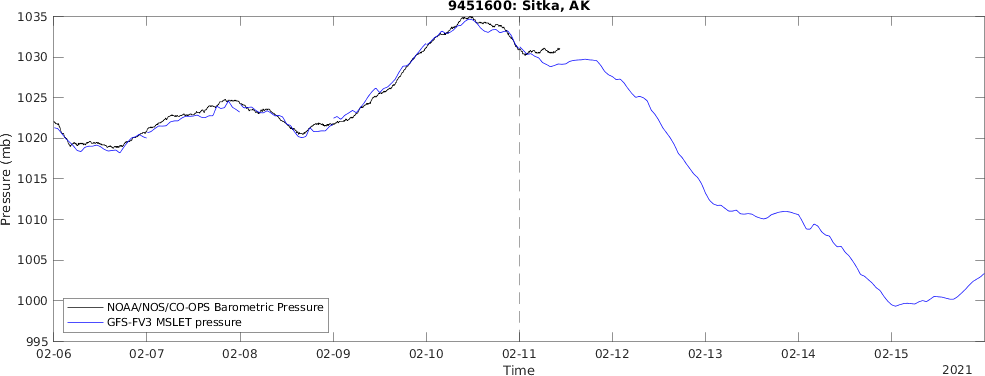 9451600: Sitka, AK
Pressure (mb)
1035
1030
1025
1020
1015
1010
1005
1000
995
NOAA/NOS/CO-OPS Barometric Pressure
GFS-FV3 MSLET pressure
02-06 02-07 02-08 02-09 02-10 02-11 02-12 02-13 02-14 02-15
Time
2021